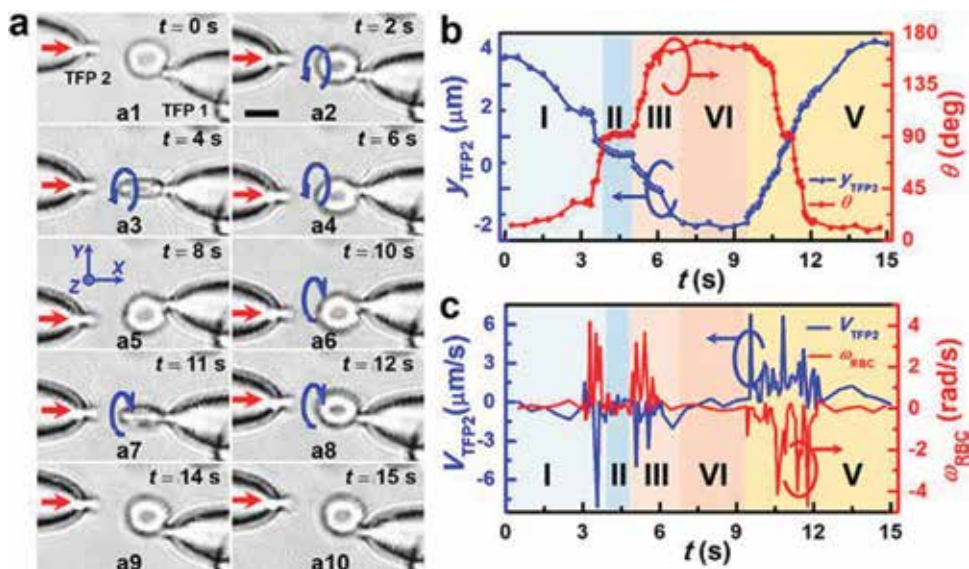 a
t = 0 s
TFP 2
TFP 1
a1
t = 2 s
a2
t = 4 s
a3
t = 6 s
a4
t = 8 s
Y
Z
X
a5
t = 10 s
a6
t = 11 s
a7
t = 12 s
a8
t = 14 s
a9
t = 15 s
a10
b
4
2
0
-2
yTFP2 (μm)
I
II
III
VI
V
yTFP2
θ
180
135
90
45
0
θ (deg)
0
3
6
9
12
15
t (s)
c
6
3
0
-3
-6
VTFP2 (μm/s)
VTFP2
ωRBC
I
II
III
VI
V
4
2
0
-2
-4
ωRBC (rad/s)
0
3
6
9
12
15
t (s)